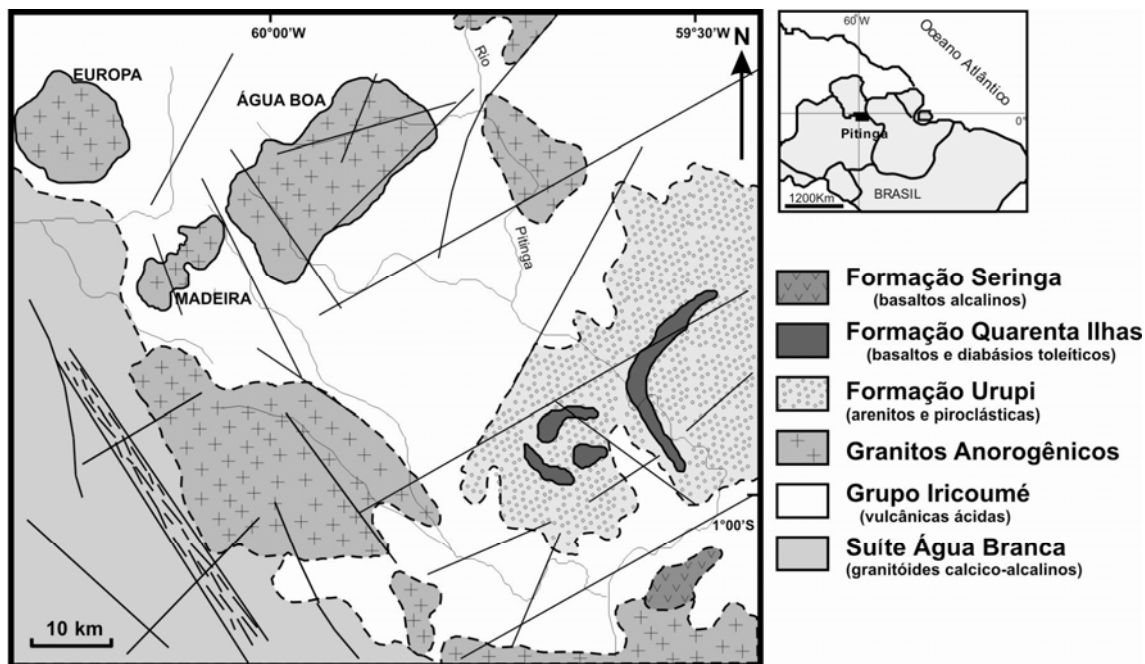 60°00'W
59°30'W
N
EUROPA
ÁGUA BOA
Rio
Pitinga
MADEIRA
1°00'S
10 km
60°W
Oceano Atlântico
0°
Pitinga
BRASIL
1200Km
Formação Seringa
(basaltos alcalinos)
Formação Quarenta Ilhas
(basaltos e diabásios toleíticos)
Formação Urupi
(arenitos e piroclásticas)
Granitos Anorogênicos
Grupo Iricoumé
(vulcânicas ácidas)
Suíte Água Branca
(granitóides calcico-alcalinos)